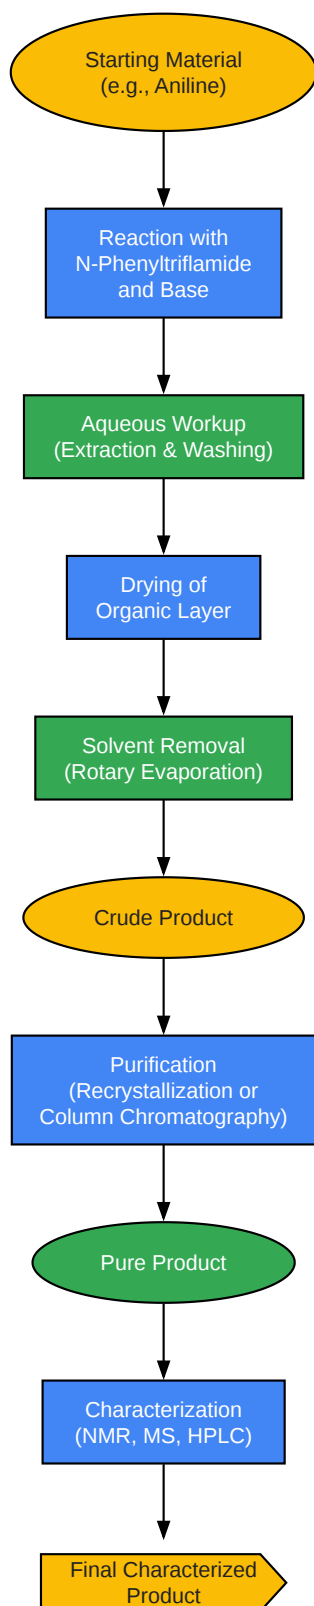 Starting Material
(e.g., Aniline)
Reaction with
N-Phenyltriflamide
and Base
Aqueous Workup
(Extraction & Washing)
Drying of
Organic Layer
Solvent Removal
(Rotary Evaporation)
Crude Product
Purification
(Recrystallization or
Column Chromatography)
Pure Product
Characterization
(NMR, MS, HPLC)
Final Characterized
Product